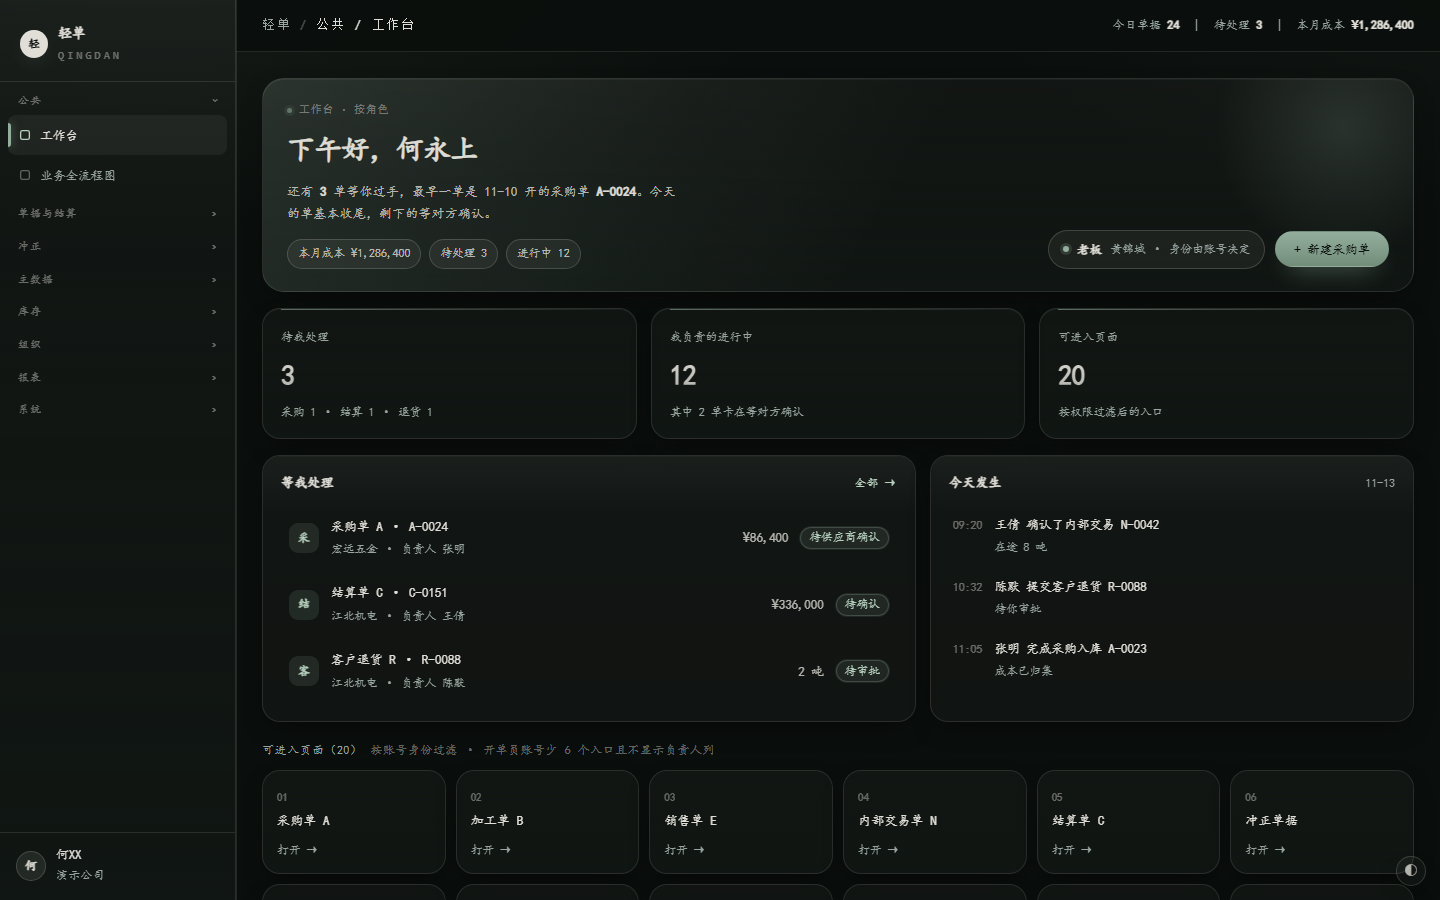 轻
轻单
QINGDAN
公共
工作台
业务全流程图
单据与结算
冲正
主数据
库存
组织
报表
系统
何
何XX
演示公司
轻单 / 公共 / 工作台
今日单据 24 | 待处理 3 | 本月成本 ¥1,286,400
工作台 · 按角色
下午好，何永上
还有 3 单等你过手，最早一单是 11-10 开的采购单 A-0024。今天
的单基本收尾，剩下的等对方确认。
本月成本 ¥1,286,400
待处理 3
进行中 12
老板 黄锦城 • 身份由账号决定
+ 新建采购单
待我处理
3
采购 1 • 结算 1 • 退货 1
我负责的进行中
12
其中 2 单卡在等对方确认
可进入页面
20
按权限过滤后的入口
等我处理
全部 →
采
采购单 A • A-0024
宏远五金 • 负责人 张明
¥86,400
待供应商确认
结
结算单 C • C-0151
江北机电 • 负责人 王倩
¥336,000
待确认
客
客户退货 R • R-0088
江北机电 • 负责人 陈默
2 吨
待审批
今天发生
11-13
09:20 王倩 确认了内部交易 N-0042
在途 8 吨
10:32 陈默 提交客户退货 R-0088
待你审批
11:05 张明 完成采购入库 A-0023
成本已归集
可进入页面（20） 按账号身份过滤 • 开单员账号少 6 个入口且不显示负责人列
01
采购单 A
打开 →
02
加工单 B
打开 →
03
销售单 E
打开 →
04
内部交易单 N
打开 →
05
结算单 C
打开 →
06
冲正单据
打开 →